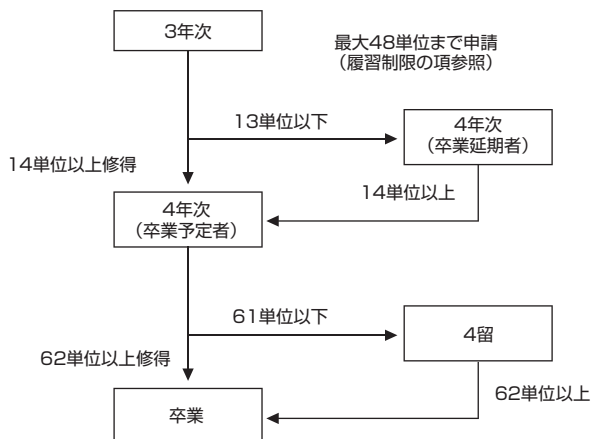 3年次
最大48単位まで申請
（履習制限の項参照）
13単位以下
4年次
（卒業延期者）
14単位以上修得
14単位以上
4年次
（卒業予定者）
61単位以下
4留
62単位以上修得
62単位以上
卒業